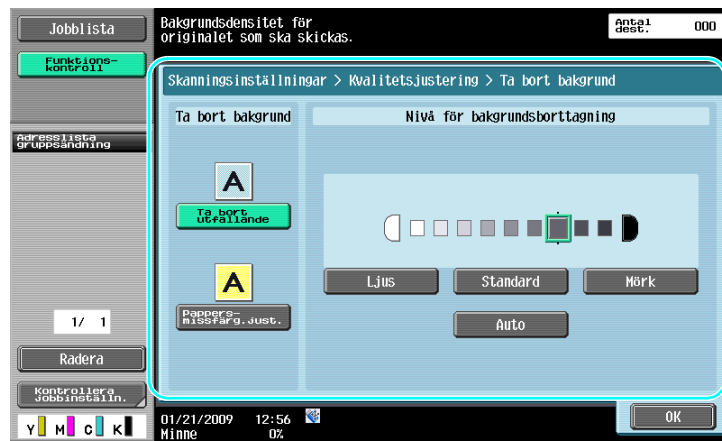 Jobblista
Bakgrundsdensitet för
originalet som ska skickas.
Antal
dest.
000
Funktions-
kontroll
Skanningsinställningar > Kvalitetsjustering > Ta bort bakgrund
Ta bort bakgrund
Nivå för bakgrundsborttagning
Adresslista
gruppsändning
A
Ta bort
utfallande
A
Pappers-
missfärg.just.
Ljus
Standard
Mörk
Auto
1/ 1
Radera
Kontrollera
Jobbinställn.
Y M C K
01/21/2009 12:56
Minne 0%
OK